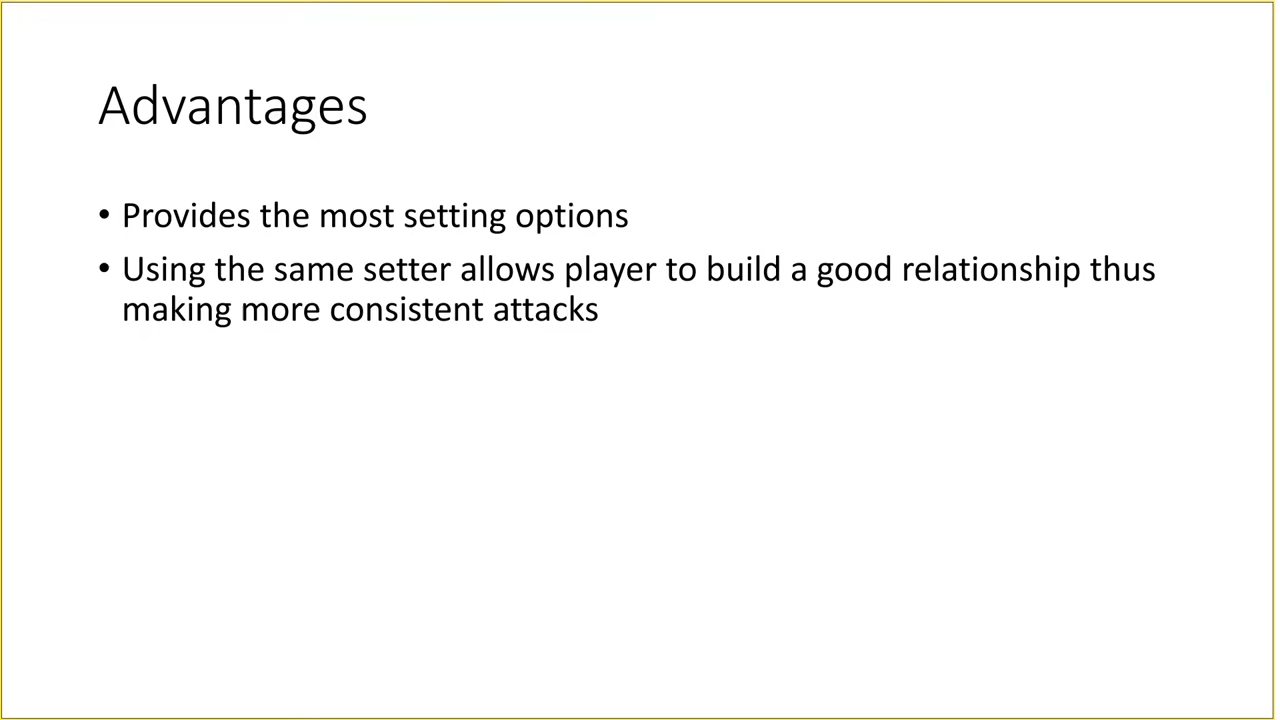 Advantages
• Provides the most setting options
• Using the same setter allows player to build a good relationship thus
making more consistent attacks